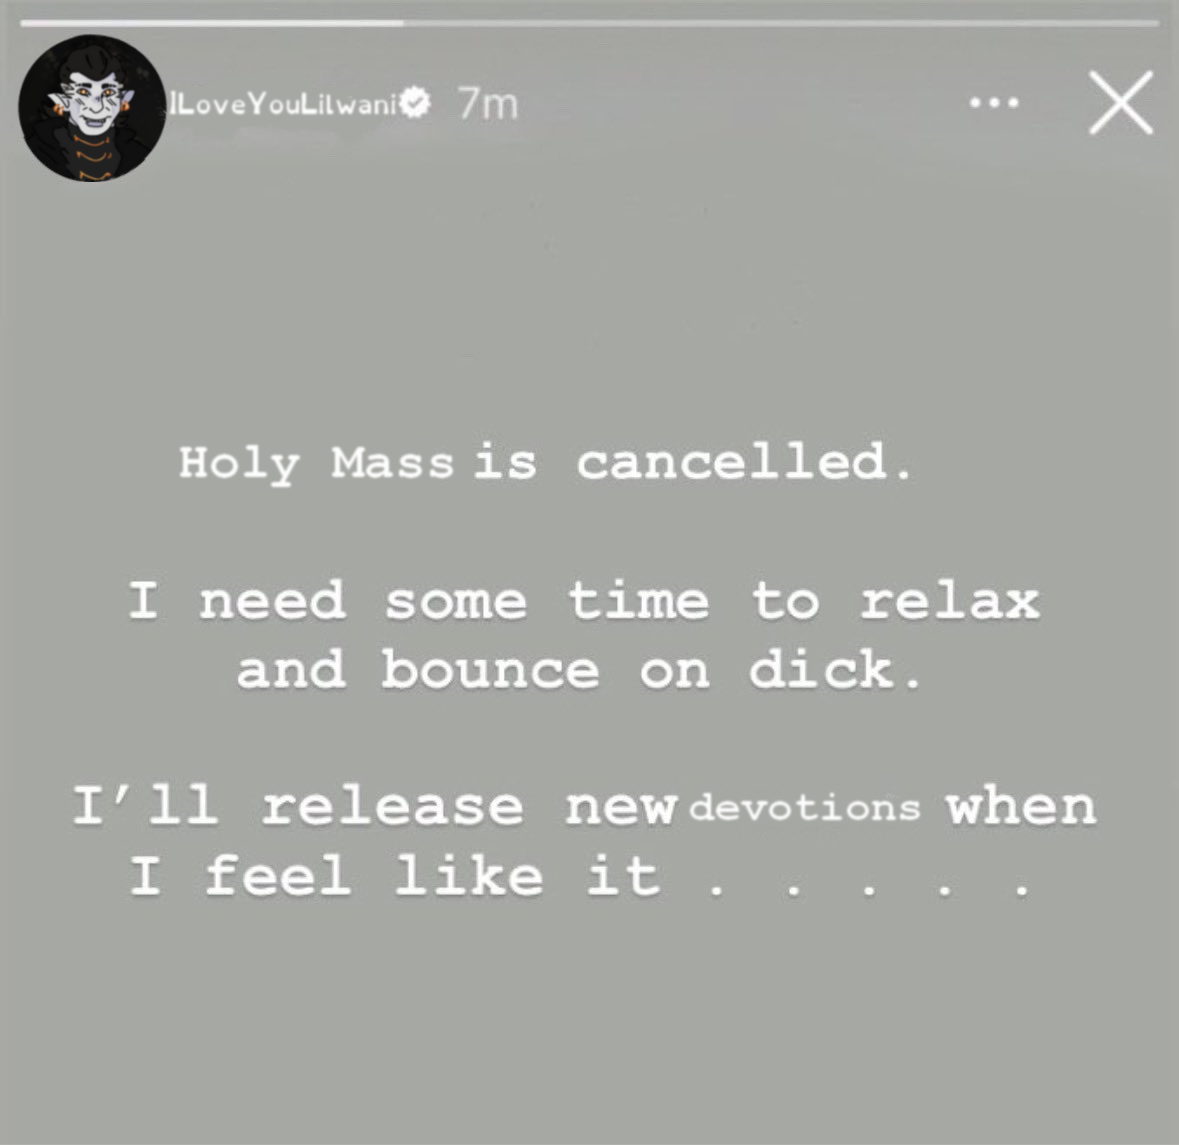 ILoveYouLilwani 7m
Holy Mass is cancelled.
I need some time to relax
and bounce on dick.
I'll release new devotions when
I feel like it . . . . .